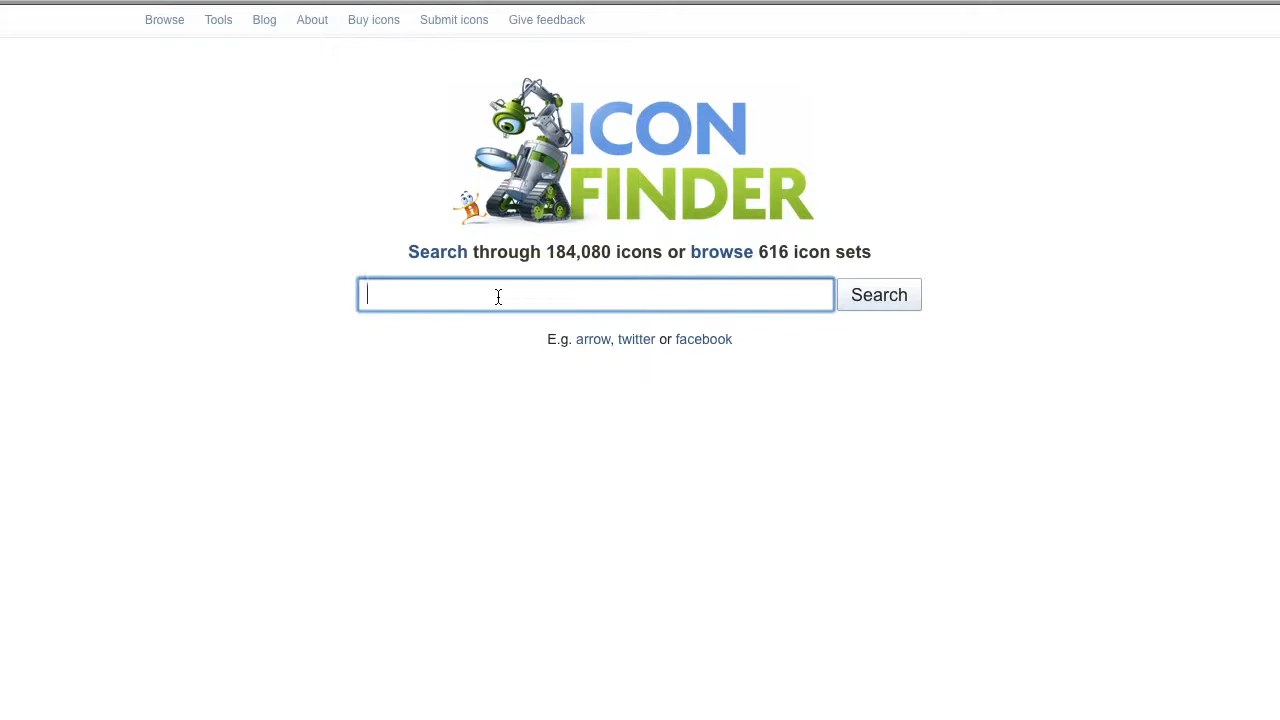 Browse Tools Blog About Buy icons Submit icons Give feedback
ICON
FINDER
Search through 184,080 icons or browse 616 icon sets
Search
E.g. arrow, twitter or facebook